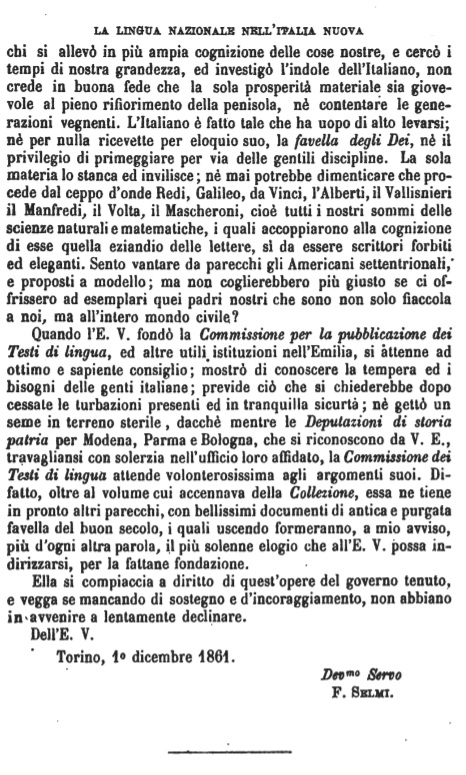 LA LINGUA NAZIONALE NELL'ITALIA NUOVA
chi si allevò in più ampia cognizione delle cose nostre, e cercò i
tempi di nostra grandezza, ed investigò l'indole dell'Italiano, non
crede in buona fede che la sola prosperità materiale sia giove-
vole al pieno rifiorimento della penisola, nè contentare le gene-
razioni vegnenti. L'Italiano è fatto tale che ha uopo di alto levarsi;
nè per nulla ricevette per eloquio suo, la favella degli Dei, nè il
privilegio di primeggiare per via delle gentili discipline. La sola
materia lo stanca ed invilisce; nè mai potrebbe dimenticare che pro-
cede dal ceppo d'onde Redi, Galileo, da Vinci, l'Alberti, il Vallisnieri
il Manfredi, il Volta, il Mascheroni, cioè tutti i nostri sommi delle
scienze naturali e matematiche, i quali accoppiarono alla cognizione
di esse quella eziandio delle lettere, sì da essere scrittori forbiti
ed eleganti. Sento vantare da parecchi gli Americani settentrionali,
e proposti a modello; ma non coglierebbero più giusto se ci of-
frissero ad esemplari quei padri nostri che sono non solo fiaccola
a noi, ma all'intero mondo civile?
Quando l'E. V. fondò la Commissione per la pubblicazione dei
Testi di lingua, ed altre utili istituzioni nell'Emilia, si attenne ad
ottimo e sapiente consiglio; mostrò di conoscere la tempera ed i
bisogni delle genti italiane; previde ciò che si chiederebbe dopo
cessate le turbazioni presenti ed in tranquilla sicurtà; nè gettò un
seme in terreno sterile, dacchè mentre le Deputazioni di storia
patria per Modena, Parma e Bologna, che si riconoscono da V. E.,
travagliansi con solerzia nell'ufficio loro affidato, la Commissione dei
Testi di lingua attende volonterosissima agli argomenti suoi. Di-
fatto, oltre al volume cui accennava della Collezione, essa ne tiene
in pronto altri parecchi, con bellissimi documenti di antica e purgata
favella del buon secolo, i quali uscendo formeranno, a mio avviso,
più d'ogni altra parola, il più solenne elogio che all'E. V. possa in-
dirizzarsi, per la fattane fondazione.
Ella si compiaccia a diritto di quest'opere del governo tenuto,
e vegga se mancando di sostegno e d'incoraggiamento, non abbiano
in avvenire a lentamente declinare.
Dell'E. V.
Torino, 1º dicembre 1861.
Devmo Servo
F. SELMI.